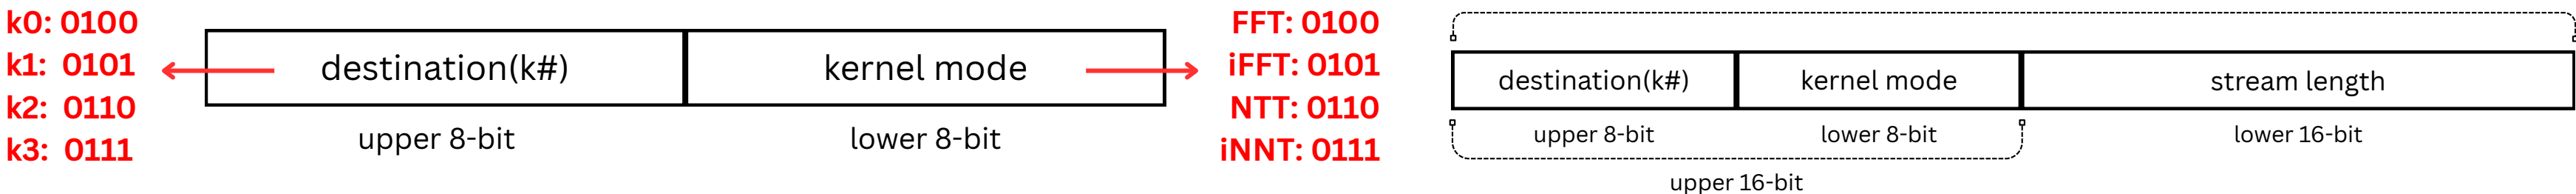 k0: 0100
k1: 0101
k2: 0110
k3: 0111
destination(k#)
kernel mode
upper 8-bit
lower 8-bit
FFT: 0100
iFFT: 0101
NTT: 0110
iNNT: 0111
destination(k#)
kernel mode
stream length
upper 8-bit
lower 8-bit
lower 16-bit
upper 16-bit